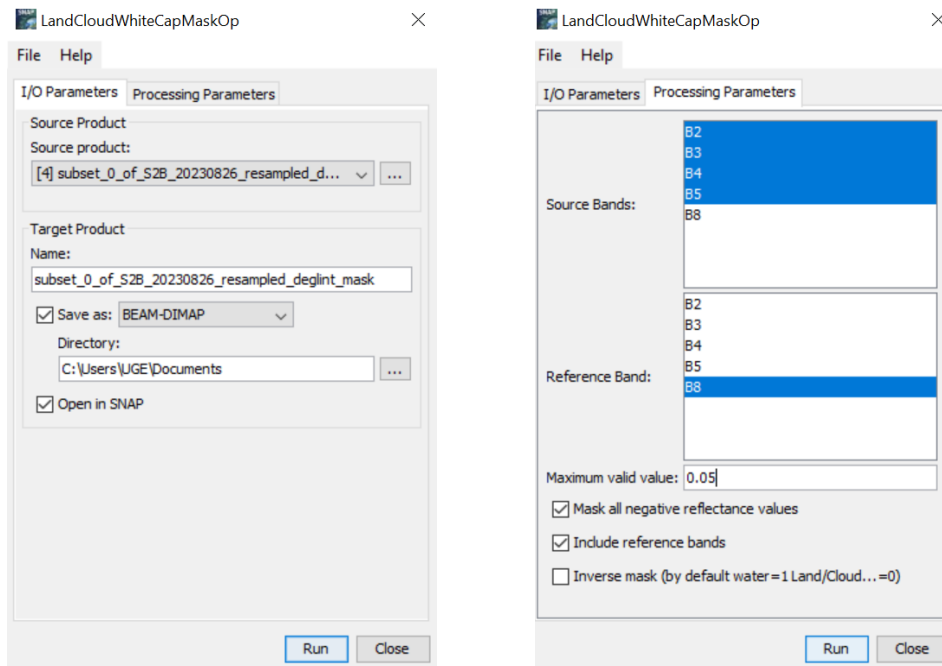 LandCloudWhiteCapMaskOp
File Help
I/O Parameters Processing Parameters
Source Product
Source product:
[4] subset_0_of_S2B_20230826_resampled_d... ...
Target Product
Name:
subset_0_of_S2B_20230826_resampled_deglint_mask
Save as: BEAM-DIMAP
Directory:
C:\Users\UGE\Documents ...
Open in SNAP
Run Close
LandCloudWhiteCapMaskOp
File Help
I/O Parameters Processing Parameters
Source Bands:
B2
B3
B4
B5
B8
Reference Band:
B2
B3
B4
B5
B8
Maximum valid value: 0.05
Mask all negative reflectance values
Include reference bands
Inverse mask (by default water=1 Land/Cloud...=0)
Run Close